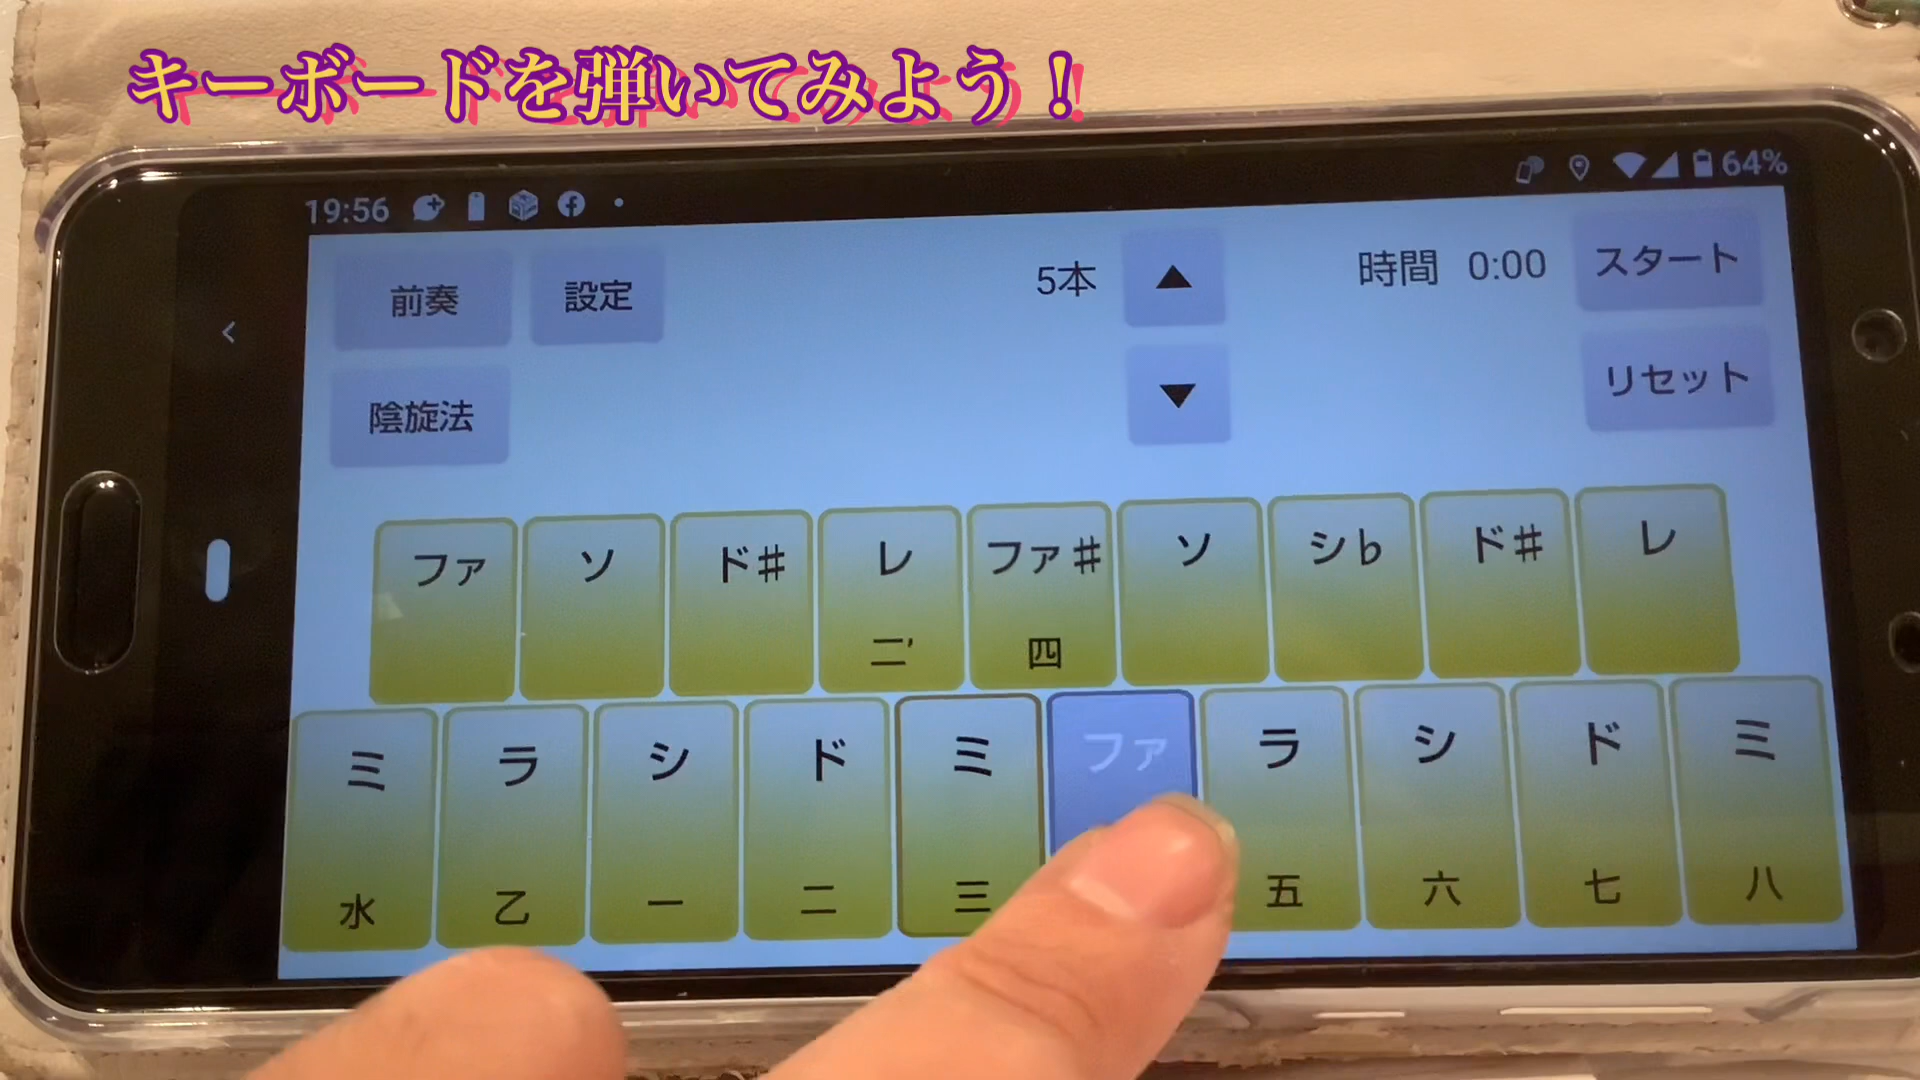 キーボードを弾いてみよう！
19:56
64%
前奏 設定 5本 ▲ 時間 0:00 スタート
陰旋法 ▼ リセット
ファ ソ ド♯ レ ファ♯ ソ シ♭ ド♯ レ
二' 四
ミ ラ シ ド ミ ファ ラ シ ド ミ
水 乙 一 二 三 五 六 七 八